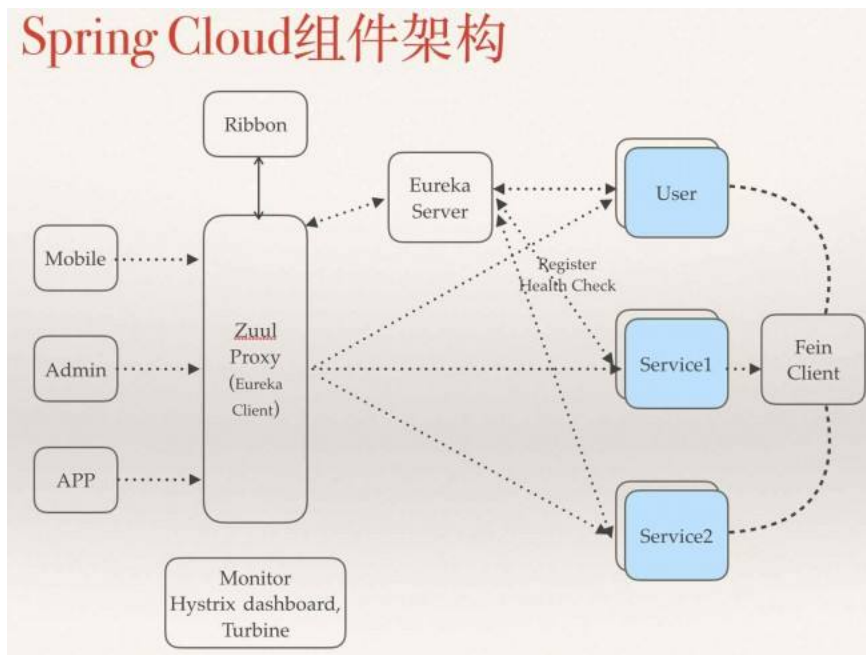 Spring Cloud组件架构
Ribbon
Eureka
Server
User
Mobile
Register
Health Check
Zuul
Proxy
(Eureka
Client)
Admin
Service1
Fein
Client
APP
Service2
Monitor
Hystrix dashboard,
Turbine